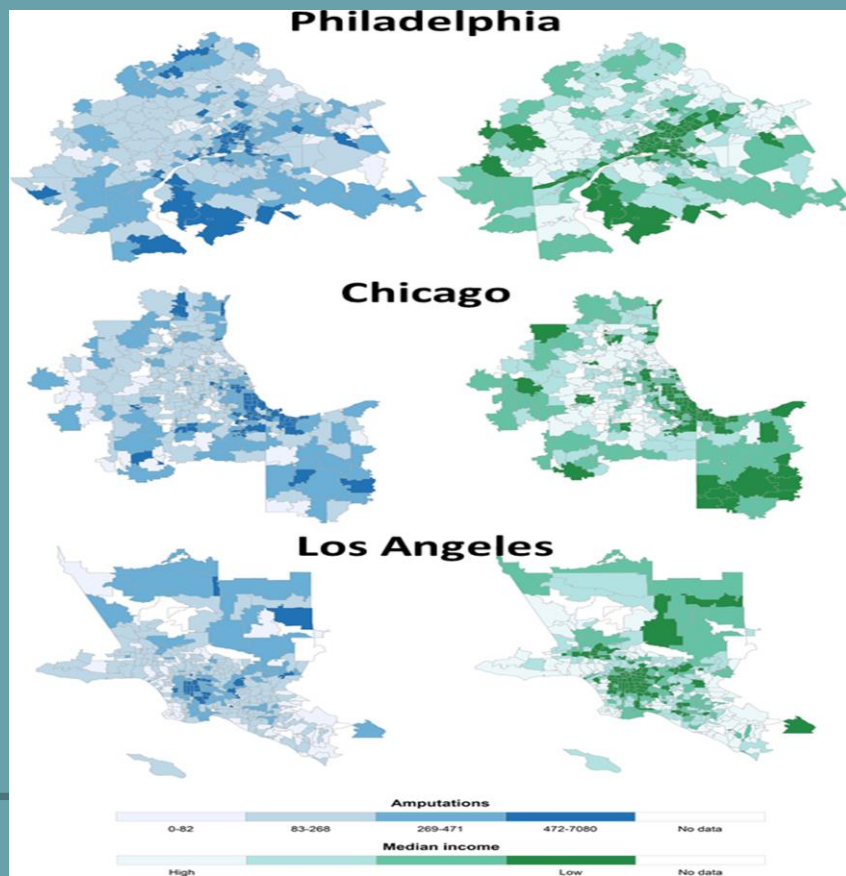 Philadelphia
Chicago
Los Angeles
Amputations
0-82 83-268 269-471 472-7080 No data
Median income
High Low No data